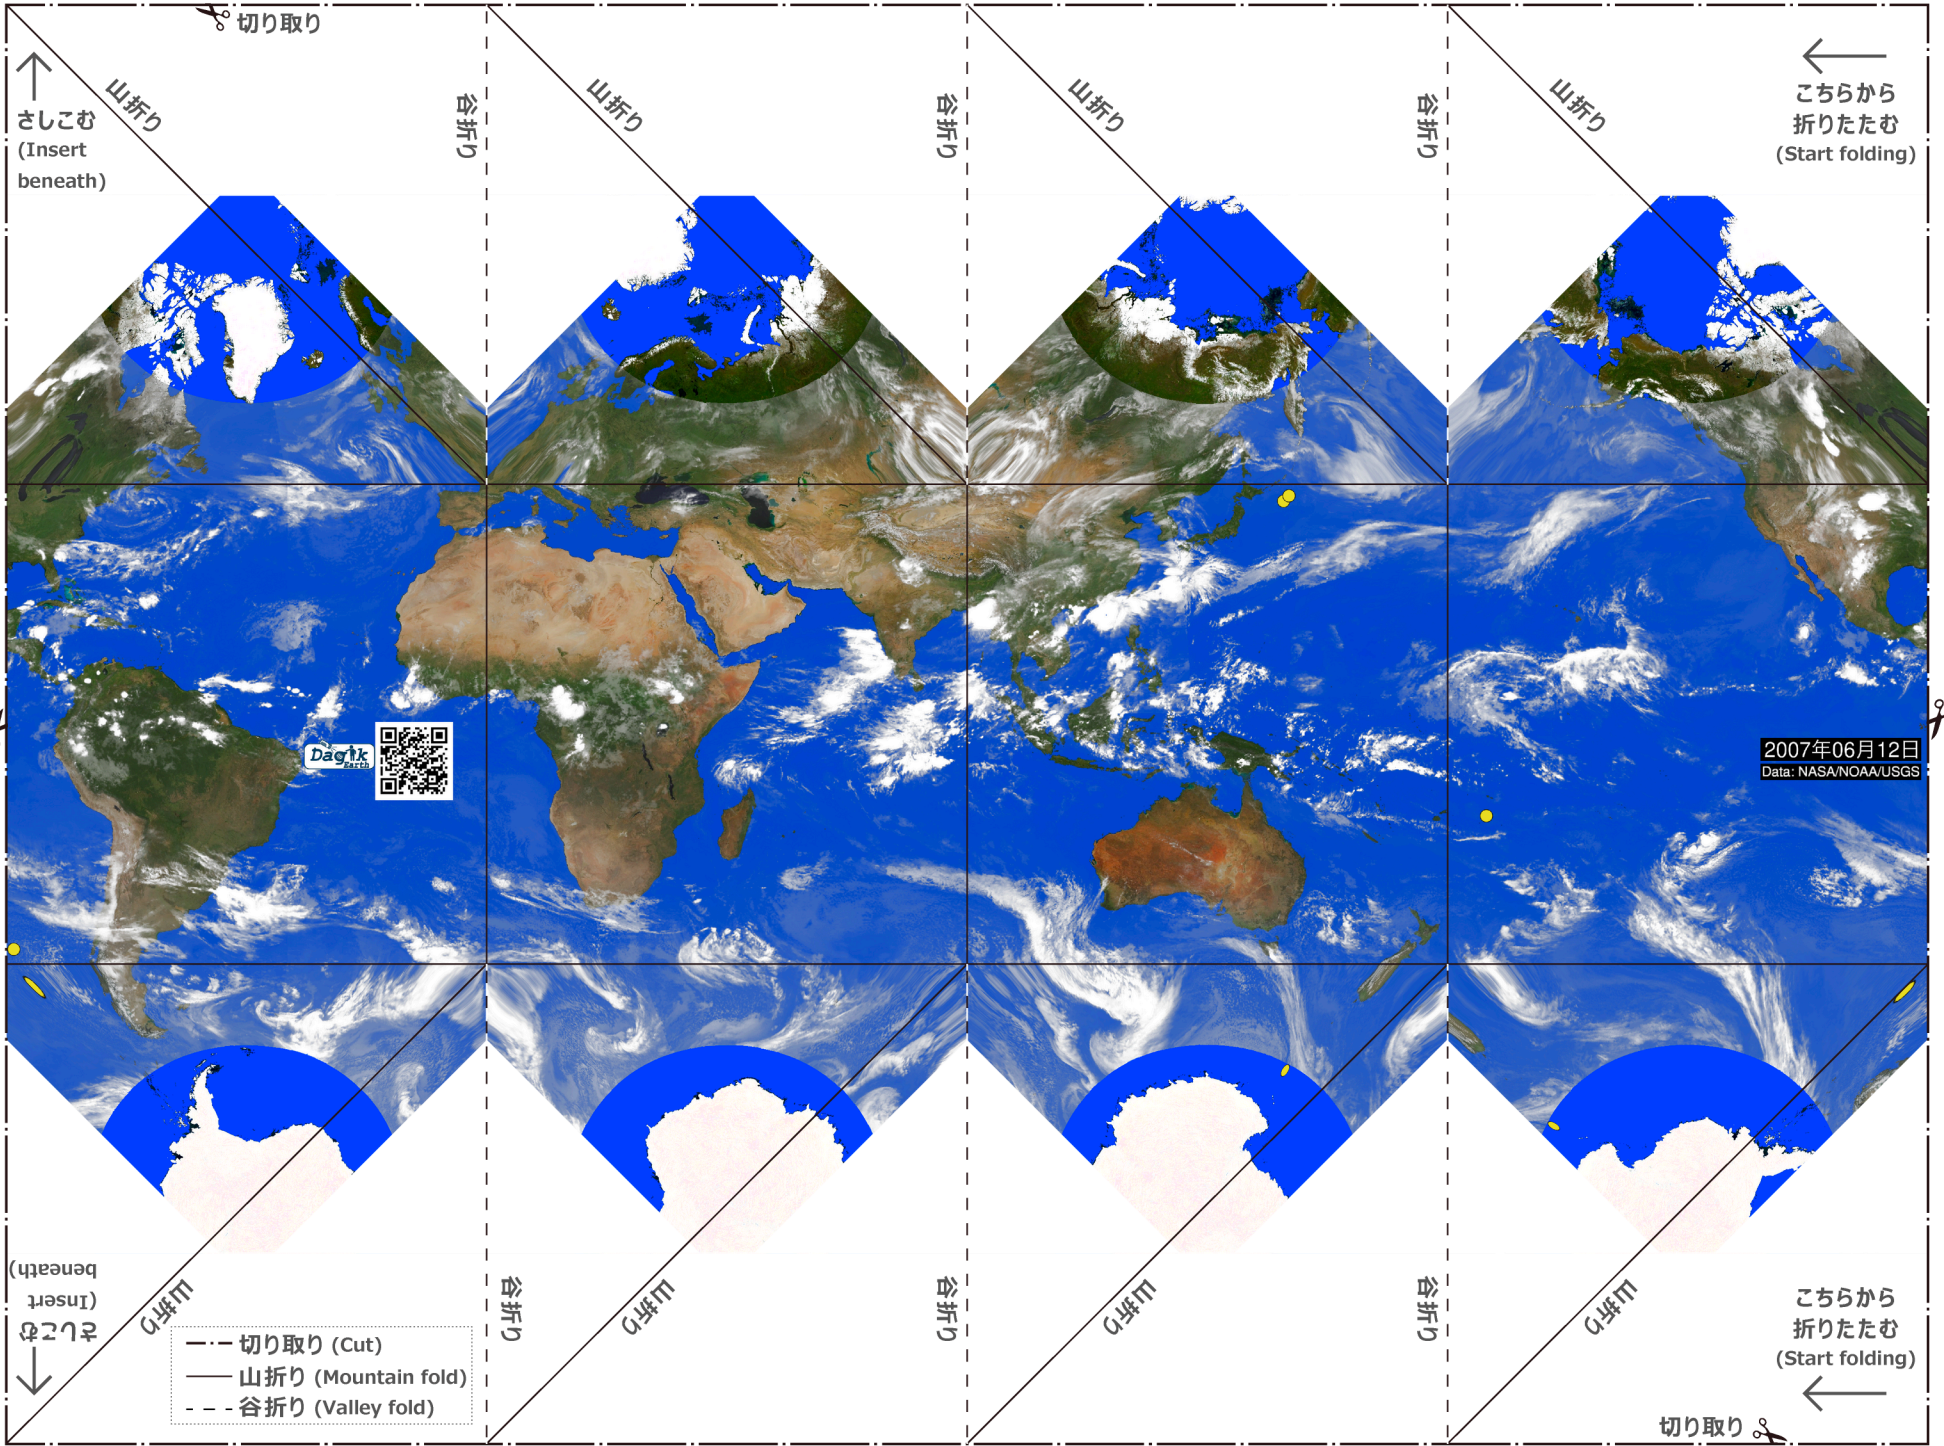 切り取り
山折り
谷折り
山折り
谷折り
山折り
谷折り
山折り
さしこむ
(Insert
beneath)
こちらから
折りたたむ
(Start folding)
Dagik
Earth
2007年06月12日
Data: NASA/NOAA/USGS
さしこむ
(Insert
beneath)
山折り
谷折り
山折り
谷折り
山折り
谷折り
山折り
こちらから
折りたたむ
(Start folding)
切り取り (Cut)
山折り (Mountain fold)
谷折り (Valley fold)
切り取り